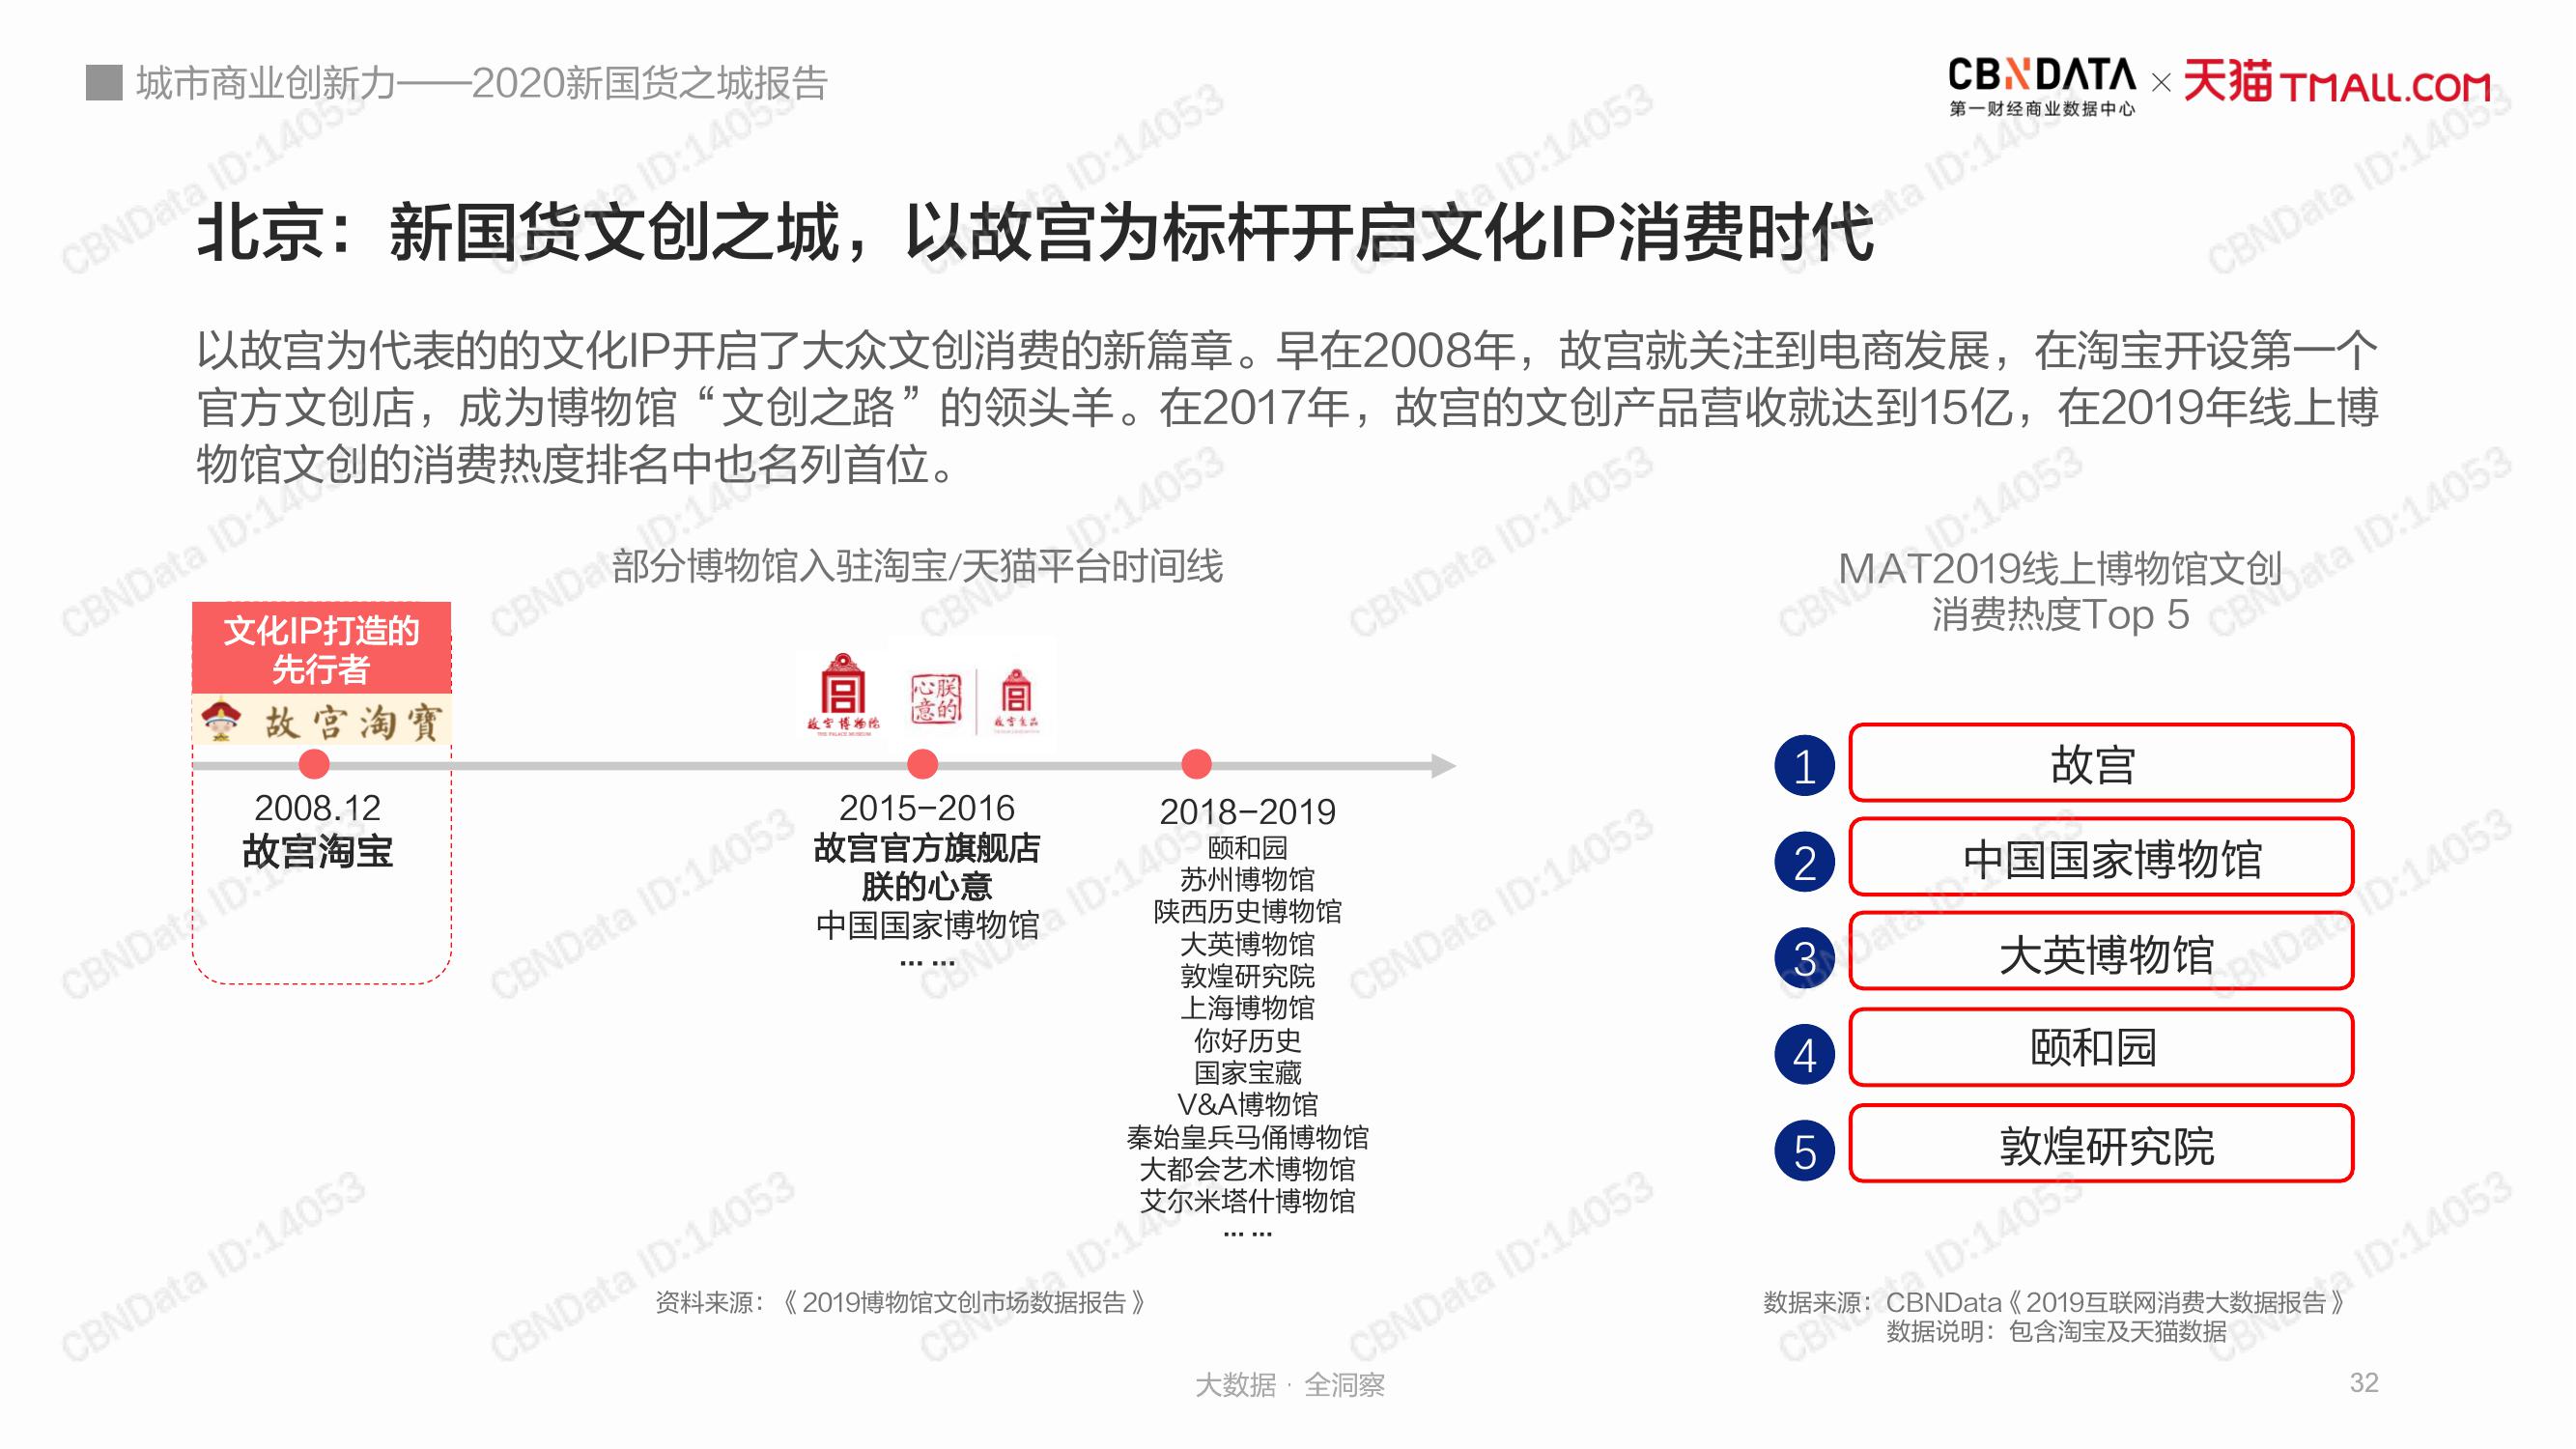 城市商业创新力——2020新国货之城报告
CBNDATA × 天猫 TMALL.COM
第一财经商业数据中心
北京：新国货文创之城，以故宫为标杆开启文化IP消费时代
以故宫为代表的的文化IP开启了大众文创消费的新篇章。早在2008年，故宫就关注到电商发展，在淘宝开设第一个
官方文创店，成为博物馆“文创之路”的领头羊。在2017年，故宫的文创产品营收就达到15亿，在2019年线上博
物馆文创的消费热度排名中也名列首位。
部分博物馆入驻淘宝/天猫平台时间线
文化IP打造的
先行者
故宫淘寶
2008.12
故宫淘宝
故宫博物院
THE PALACE MUSEUM
朕的心意
故宫食品
2015-2016
故宫官方旗舰店
朕的心意
中国国家博物馆
... ...
2018-2019
颐和园
苏州博物馆
陕西历史博物馆
大英博物馆
敦煌研究院
上海博物馆
你好历史
国家宝藏
V&A博物馆
秦始皇兵马俑博物馆
大都会艺术博物馆
艾尔米塔什博物馆
... ...
资料来源：《2019博物馆文创市场数据报告》
MAT2019线上博物馆文创
消费热度Top 5
1 故宫
2 中国国家博物馆
3 大英博物馆
4 颐和园
5 敦煌研究院
数据来源：CBNData《2019互联网消费大数据报告》
数据说明：包含淘宝及天猫数据
大数据 · 全洞察
32
CBNData ID:14053